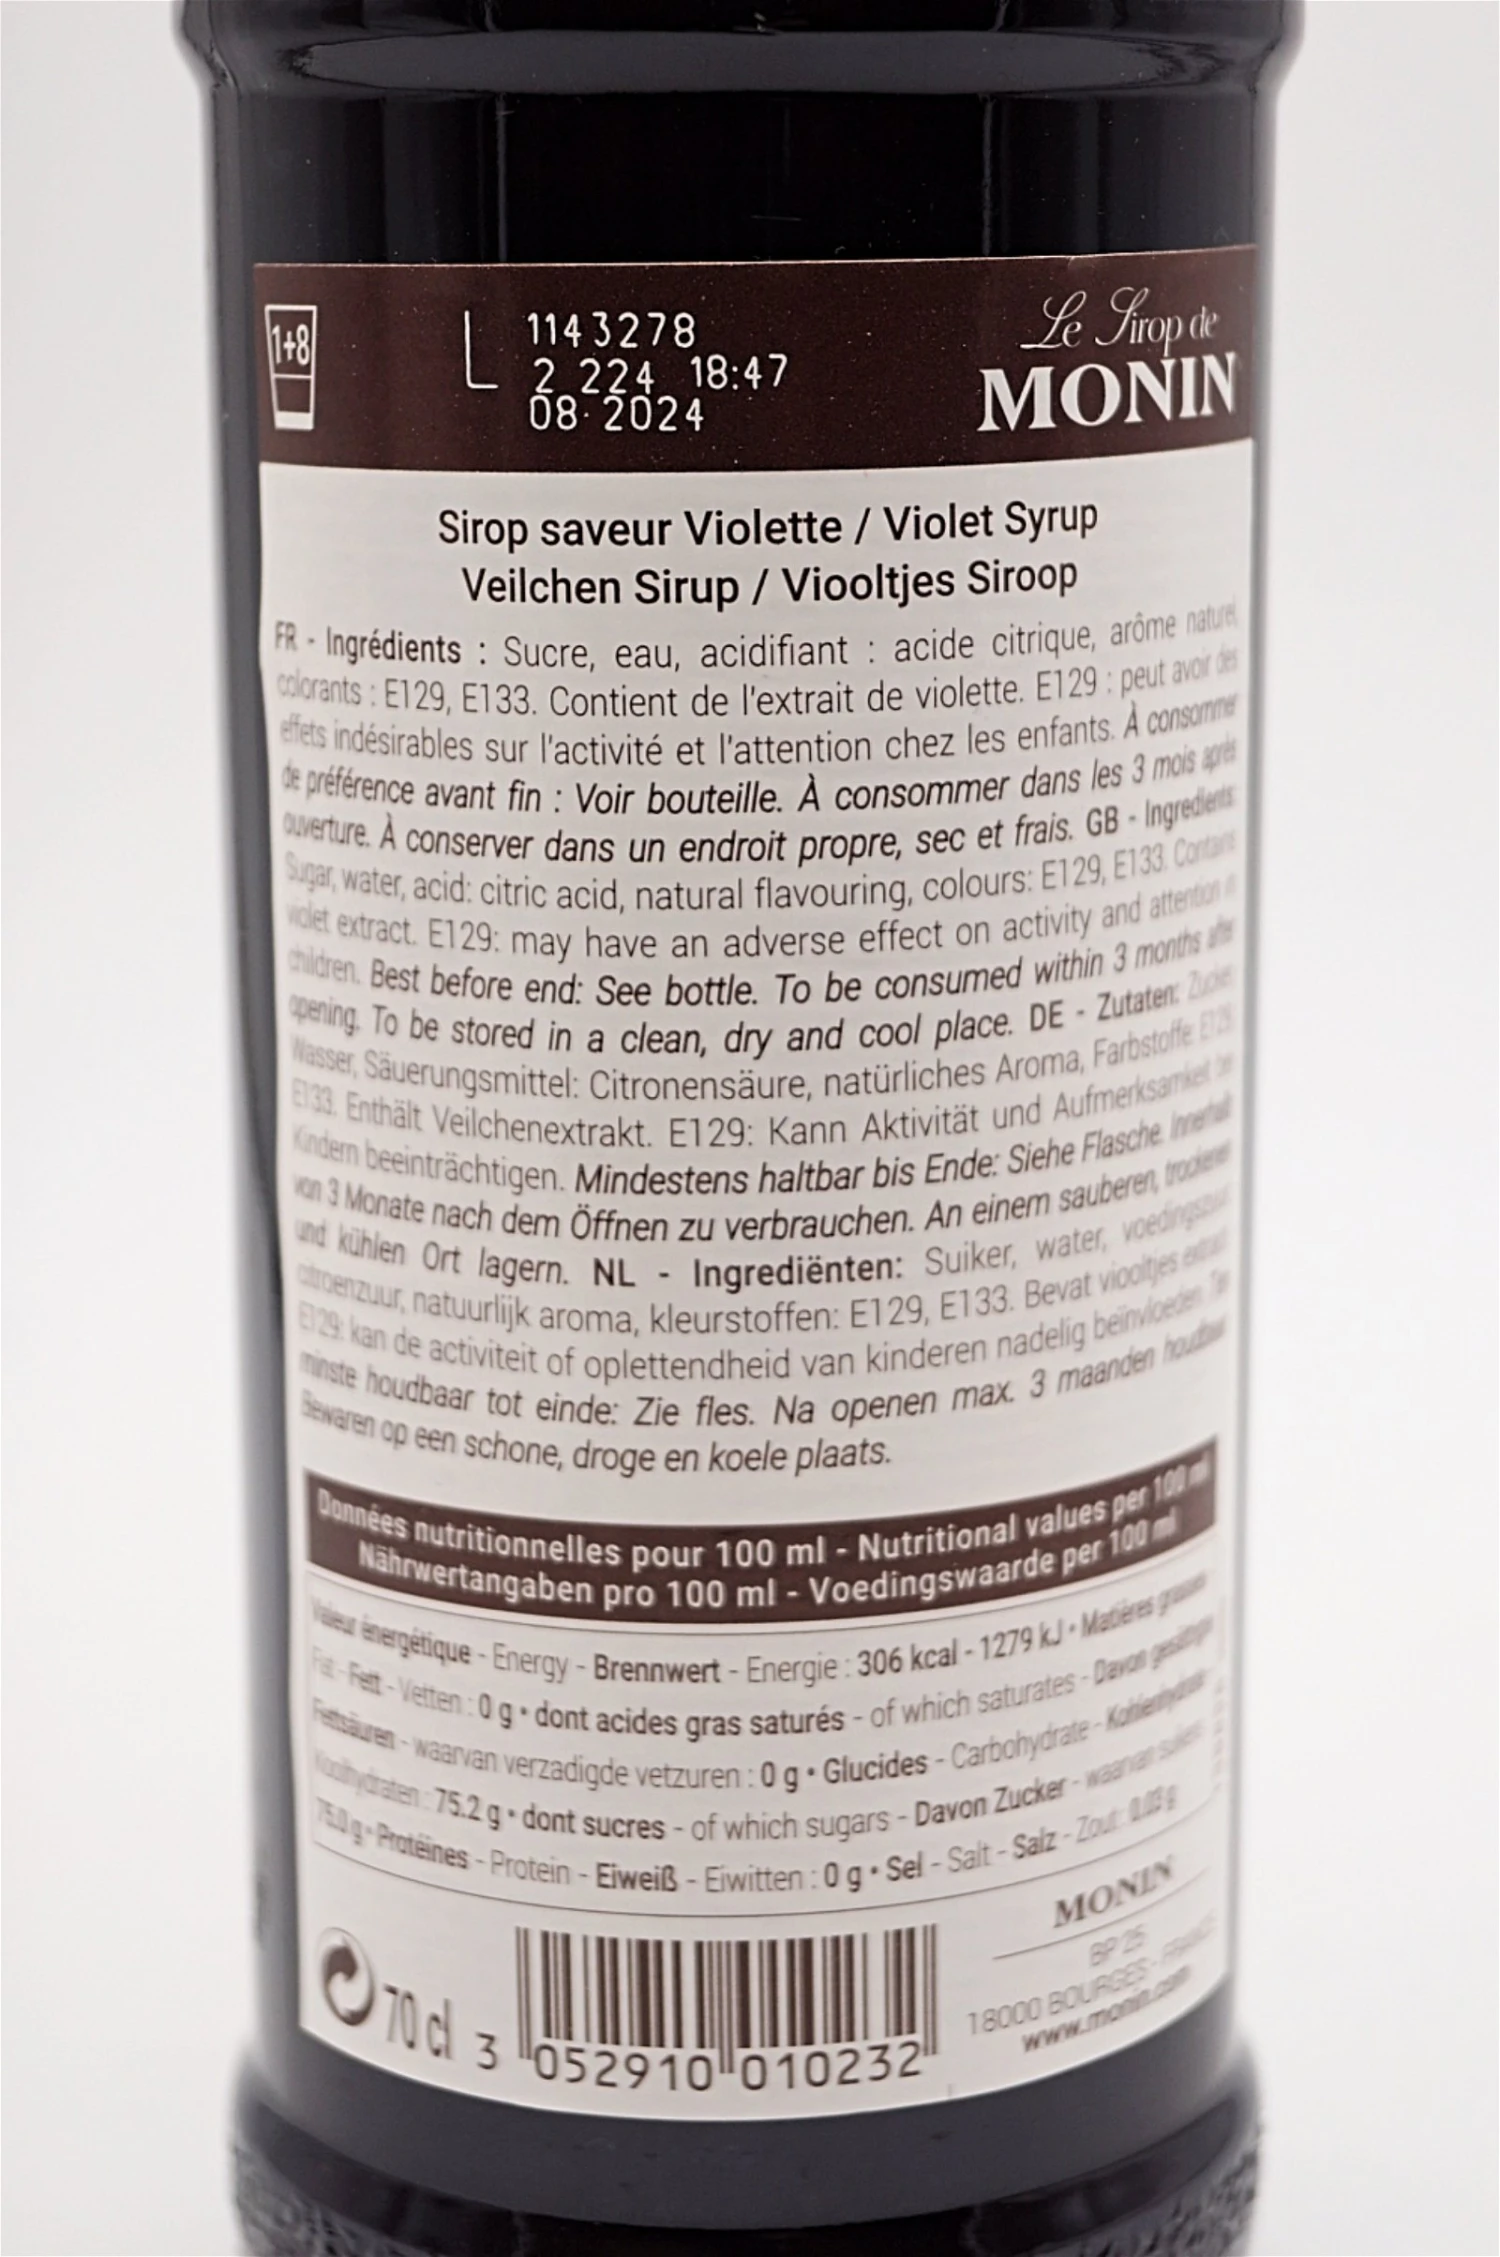 1+8
L 1143278
2 224 18:47
08·2024
Le Sirop de
MONIN
Sirop saveur Violette / Violet Syrup
Veilchen Sirup / Viooltjes Siroop
FR - Ingrédients : Sucre, eau, acidifiant : acide citrique, arôme naturel,
colorants : E129, E133. Contient de l'extrait de violette. E129 : peut avoir des
effets indésirables sur l'activité et l'attention chez les enfants. À consommer
de préférence avant fin : Voir bouteille. À consommer dans les 3 mois après
ouverture. À conserver dans un endroit propre, sec et frais. GB - Ingredients:
Sugar, water, acid: citric acid, natural flavouring, colours: E129, E133. Contains
violet extract. E129: may have an adverse effect on activity and attention in
children. Best before end: See bottle. To be consumed within 3 months after
opening. To be stored in a clean, dry and cool place. DE - Zutaten: Zucker,
Wasser, Säuerungsmittel: Citronensäure, natürliches Aroma, Farbstoffe: E129,
E133. Enthält Veilchenextrakt. E129: Kann Aktivität und Aufmerksamkeit bei
Kindern beeinträchtigen. Mindestens haltbar bis Ende: Siehe Flasche. Innerhalb
von 3 Monate nach dem Öffnen zu verbrauchen. An einem sauberen, trockenen
und kühlen Ort lagern. NL - Ingrediënten: Suiker, water, voedingszuur:
citroenzuur, natuurlijk aroma, kleurstoffen: E129, E133. Bevat viooltjes extract.
E129: kan de activiteit of oplettendheid van kinderen nadelig beïnvloeden. Ten
minste houdbaar tot einde: Zie fles. Na openen max. 3 maanden houdbaar.
Bewaren op een schone, droge en koele plaats.
Données nutritionnelles pour 100 ml - Nutritional values per 100 ml
Nährwertangaben pro 100 ml - Voedingswaarde per 100 ml
Valeur énergétique - Energy - Brennwert - Energie : 306 kcal - 1279 kJ • Matières grasses
Fat - Fett - Vetten : 0 g • dont acides gras saturés - of which saturates - Davon gesättigte
Fettsäuren - waarvan verzadigde vetzuren : 0 g • Glucides - Carbohydrate - Kohlenhydrate
Koolhydraten : 75.2 g • dont sucres - of which sugars - Davon Zucker - waarvan suikers
75.0 g • Protéines - Protein - Eiweiß - Eiwitten : 0 g • Sel - Salt - Salz - Zout : 0.03 g
MONIN
BP 25
18000 BOURGES - FRANCE
www.monin.com
70 cl
3 052910 010232